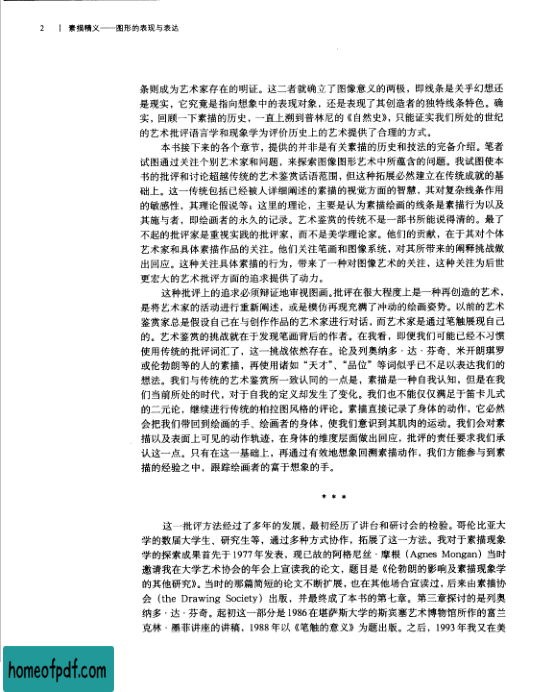 2 | 素描精义——图形的表现与表达
条则成为艺术家存在的明证。这二者就确立了图像意义的两极，即线条是关乎幻想还
是现实，它究竟是指向想象中的表现对象，还是表现了其创造者的独特线条特色。确
实，回顾一下素描的历史，一直上溯到普林尼的《自然史》，只能证实我们所处的世纪
的艺术批评语言学和现象学为评价历史上的艺术提供了合理的方式。
本书接下来的各个章节，提供的并非是有关素描的历史和技法的完备介绍。笔者
试图通过关注个别艺术家和问题，来探索图像图形艺术中所蕴含的问题。我试图使本
书的批评和讨论超越传统的艺术鉴赏话语范围，但这种拓展必然建立在传统成就的基
础上。这一传统包括已经被人详细阐述的素描的视觉方面的智慧，其对复杂线条作用
的敏感性，其理论假说等；这里的理论，主要是认为素描绘画的线条是素描行为以及
其施与者，即绘画者的永久的记录。艺术鉴赏的传统不是一部书所能说得清的。最了
不起的批评家是重视实践的批评家，而不是美学理论家。他们的贡献，在于其对个体
艺术家和具体素描作品的关注。他们关注笔画和图像系统，对其所带来的阐释挑战做
出回应。这种关注具体素描的行为，带来了一种对图像艺术的关注，这种关注为后世
更宏大的艺术批评方面的追求提供了动力。
这种批评上的追求必须辩证地审视图画。批评在很大程度上是一种再创造的艺术，
是将艺术家的活动进行重新阐述，或是模仿再现充满了冲动的绘画姿势。以前的艺术
鉴赏家总是假设自己在与创作作品的艺术家进行对话，而艺术家是通过笔触展现自己
的。艺术鉴赏的挑战就在于发现笔画背后的作者。在我看，即便我们可能已经不习惯
使用传统的批评词汇了，这一挑战依然存在。论及列奥纳多·达·芬奇、米开朗琪罗
或伦勃朗等的人的素描，再使用诸如“天才”、“品位”等词似乎已不足以表达我们的
想法。我们与传统的艺术鉴赏所一致认同的一点是，素描是一种自我认知，但是在我
们当前所处的时代，对于自我的定义却发生了变化。我们也不能仅仅满足于笛卡儿式
的二元论，继续进行传统的柏拉图风格的评论。素描直接记录了身体的动作，它必然
会把我们带回到绘画的手、绘画者的身体，使我们意识到其肌肉的运动。我们会对素
描以及表面上可见的动作轨迹，在身体的维度层面做出回应，批评的责任要求我们承
认这一点。只有在这一基础上，再通过有效地想象回溯素描动作，我们方能参与到素
描的经验之中，跟踪绘画者的富于想象的手。
* * *
这一批评方法经过了多年的发展，最初经历了讲台和研讨会的检验。哥伦比亚大
学的数届大学生、研究生等，通过多种方式协作，拓展了这一方法。我对于素描现象
学的探索成果首先于1977年发表，现已故的阿格尼丝·摩根（Agnes Mongan）当时
邀请我在大学艺术协会的年会上宣读我的论文，题目是《伦勃朗的影响及素描现象学
的其他研究》。当时的那篇简短的论文不断扩展，也在其他场合宣读过，后来由素描协
会（the Drawing Society）出版，并最终成了本书的第七章。第三章探讨的是列奥
纳多·达·芬奇。起初这一部分是1986在堪萨斯大学的斯宾塞艺术博物馆所作的富兰
克林·墨菲讲座的讲稿，1988年以《笔触的意义》为题出版。之后，1993年我又在美
homeofpdf.com